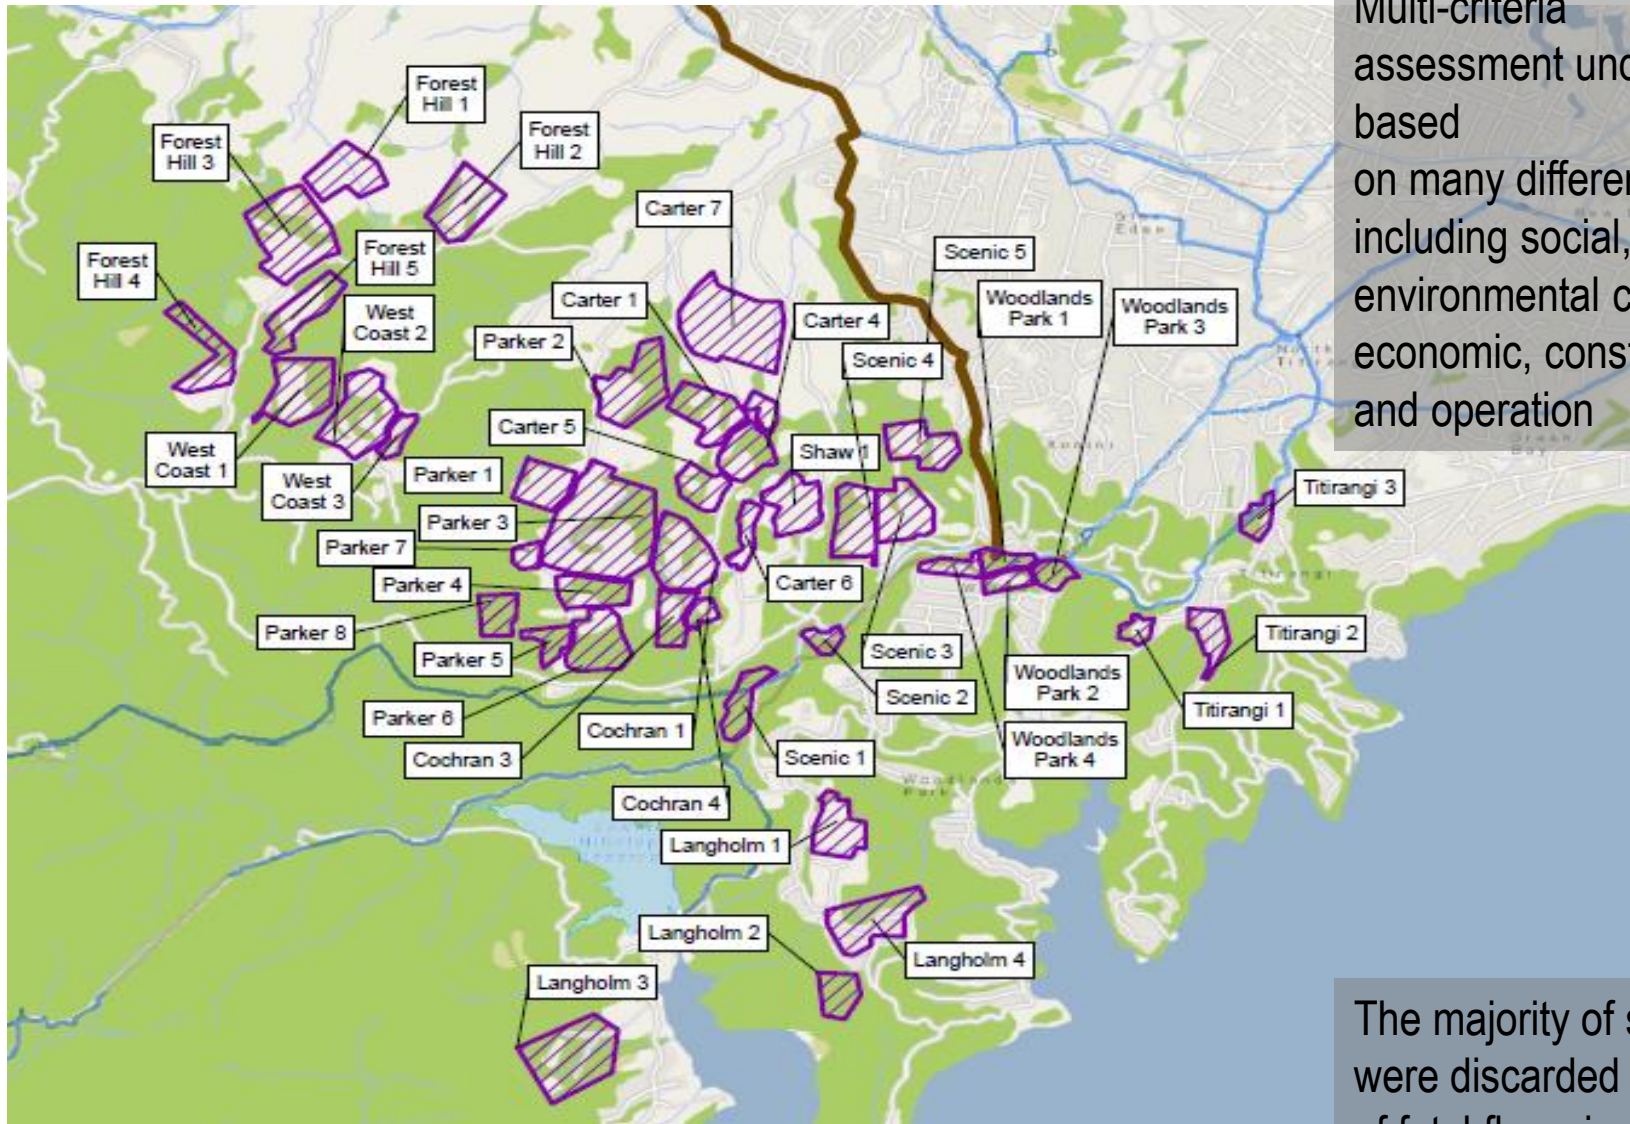 Multi-criteria
assessment
based
on many
including social,
environmental
economic,
and operation
Forest
Hill 1
Forest
Hill 2
Forest
Hill 3
Carter 7
Forest
Hill 4
Forest
Hill 5
Scenic 5
Carter 1
Woodlands
Park 1
Woodlands
Park 3
West
Coast 2
Carter 4
Parker 2
Scenic 4
Carter 5
Shaw 1
West
Coast 1
West
Coast 3
Parker 1
Titirangi 3
Parker 3
Parker 7
Parker 4
Carter 6
Titirangi
Parker 8
Parker 5
Scenic 3
Titirangi 2
Woodlands
Park 2
Scenic 2
Titirangi 1
Parker 6
Cochran 1
Cochran 3
Scenic 1
Woodlands
Park 4
Woodlands
Park
Cochran 4
Langholm 1
Langholm 2
Langholm 4
Langholm 3
The majority of
were discarded